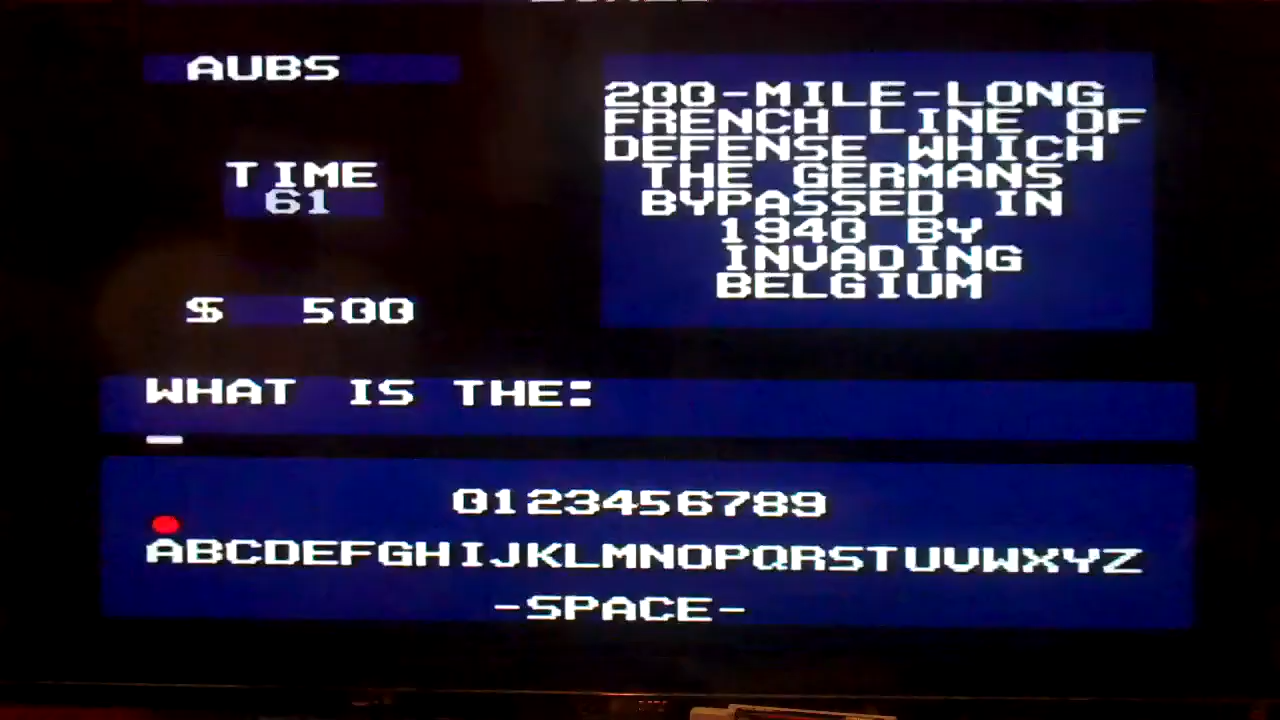 AUBS
TIME
61
$ 500
200-MILE-LONG
FRENCH LINE OF
DEFENSE WHICH
THE GERMANS
BYPASSED IN
1940 BY
INVADING
BELGIUM
WHAT IS THE:
0123456789
ABCDEFGHIJKLMNOPQRSTUVWXYZ
-SPACE-